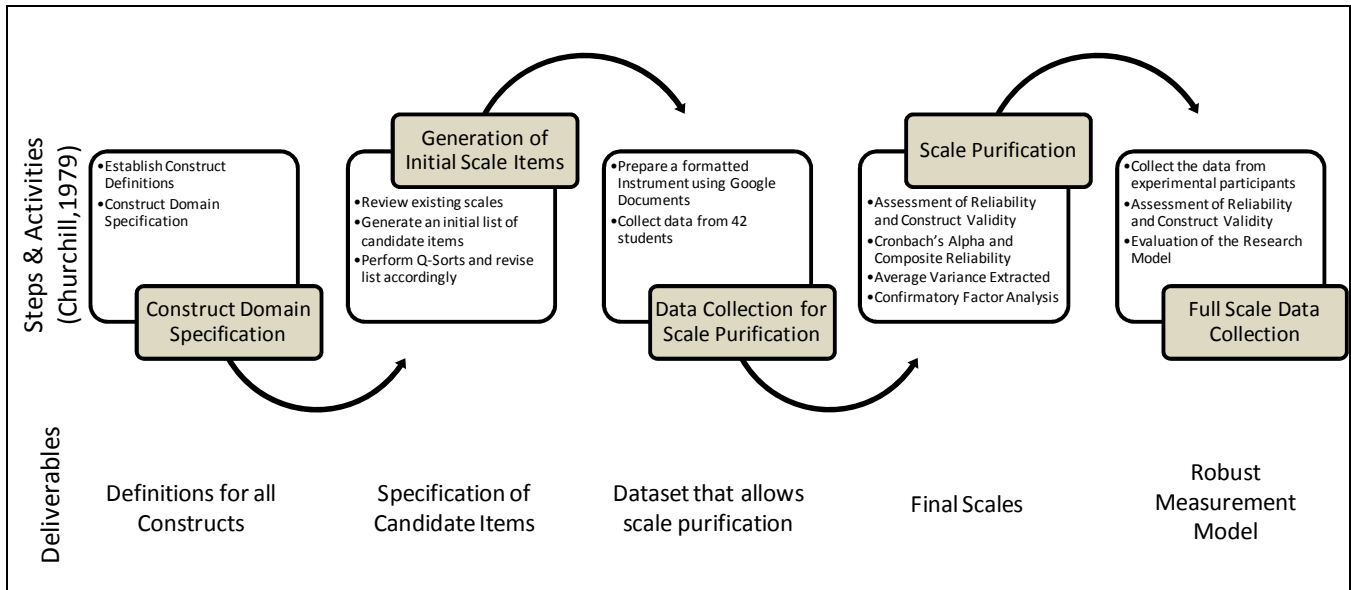 Steps & Activities
(Churchill,1979)
•Establish Construct
Definitions
•Construct Domain
Specification
Construct Domain
Specification
Generation of
Initial Scale Items
•Review existing scales
•Generate an initial list of
candidate items
•Perform Q-Sorts and revise
list accordingly
•Prepare a formatted
Instrument using Google
Documents
•Collect data from 42
students
Data Collection for
Scale Purification
Scale Purification
•Assessment of Reliability
and Construct Validity
•Cronbach's Alpha and
Composite Reliability
•Average Variance Extracted
•Confirmatory Factor Analysis
•Collect the data from
experimental participants
•Assessment of Reliability
and Construct Validity
•Evaluation of the Research
Model
Full Scale Data
Collection
Deliverables
Definitions for all
Constructs
Specification of
Candidate Items
Dataset that allows
scale purification
Final Scales
Robust
Measurement
Model